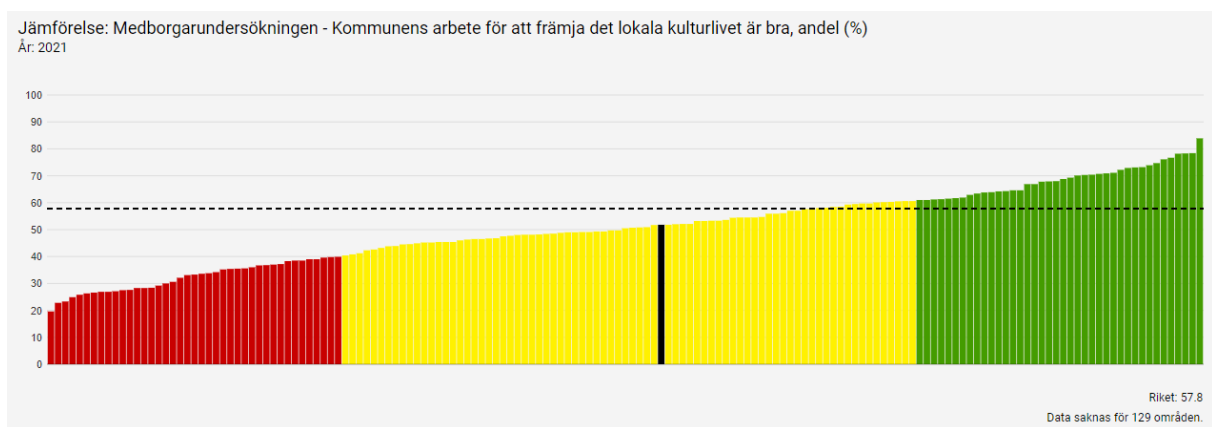 Jämförelse: Medborgarundersökningen - Kommunens arbete för att främja det lokala kulturlivet är bra, andel (%)
År: 2021
100
90
80
70
60
50
40
30
20
10
0
Riket: 57.8
Data saknas för 129 områden.